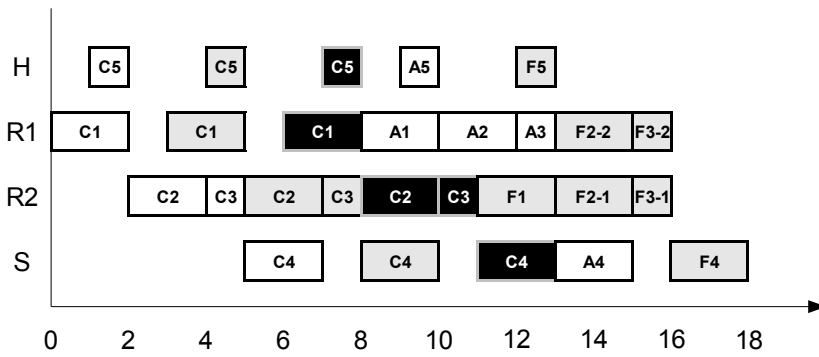 H C5 C5 C5 A5 F5
R1 C1 C1 C1 A1 A2 A3 F2-2 F3-2
R2 C2 C3 C2 C3 C2 C3 F1 F2-1 F3-1
S C4 C4 C4 A4 F4
0 2 4 6 8 10 12 14 16 18